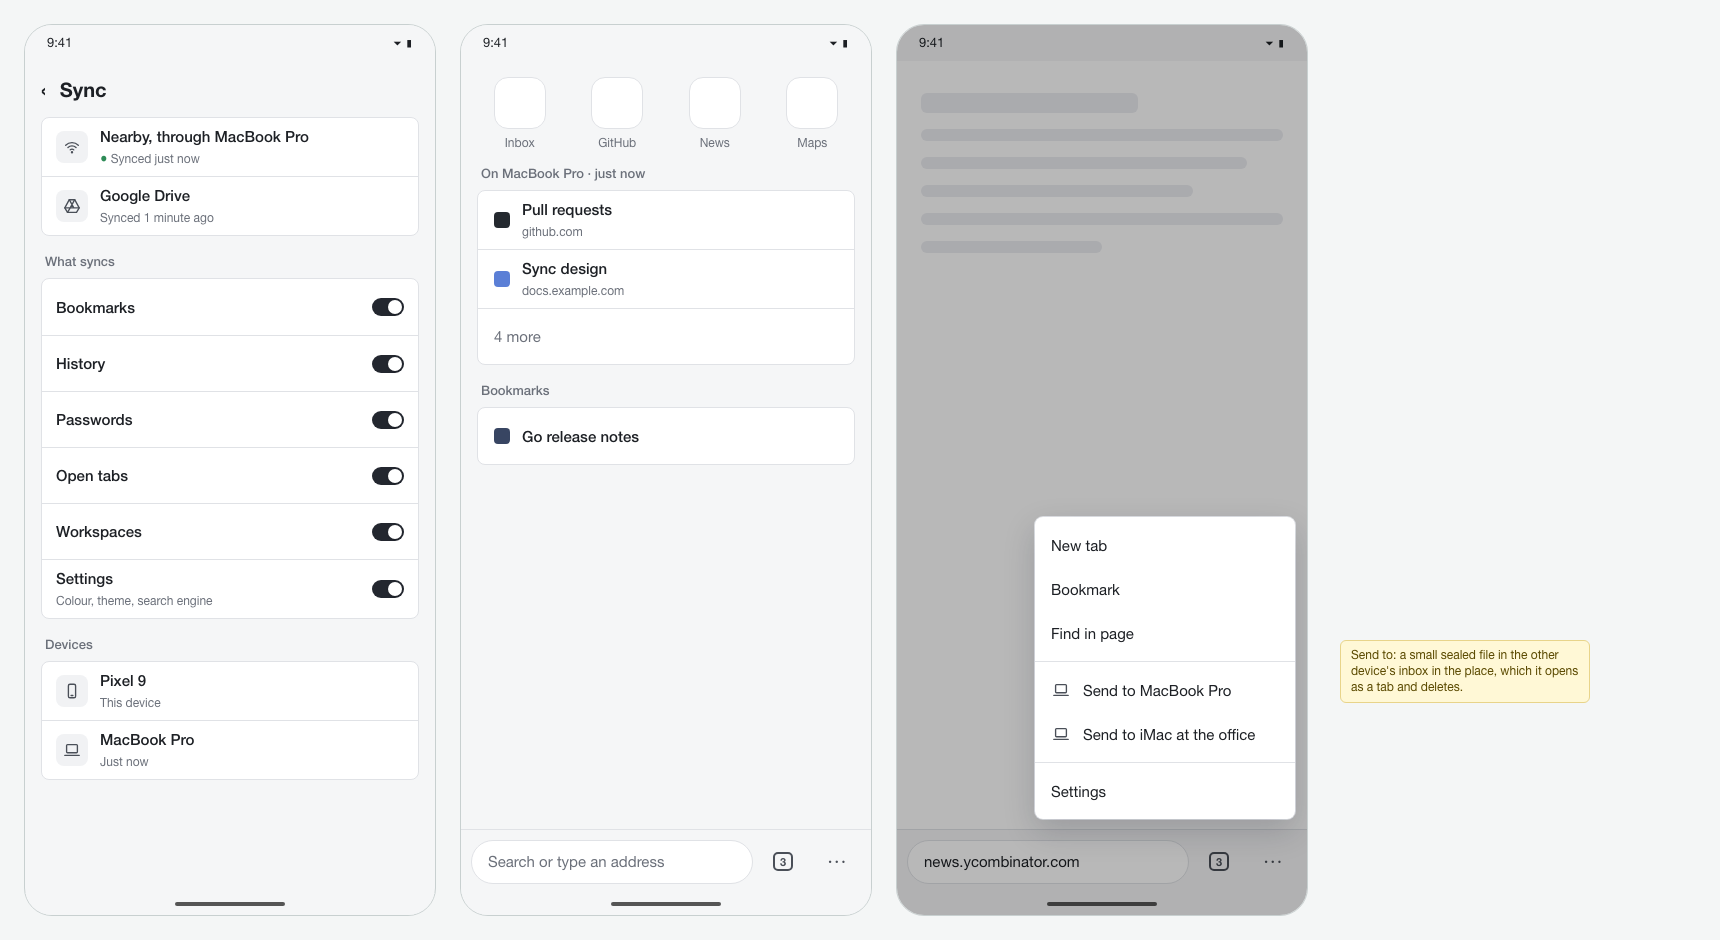 9:41
‹ Sync
Nearby, through MacBook Pro
Synced just now
Google Drive
Synced 1 minute ago
What syncs
Bookmarks
History
Passwords
Open tabs
Workspaces
Settings
Colour, theme, search engine
Devices
Pixel 9
This device
MacBook Pro
Just now
9:41
Inbox GitHub News Maps
On MacBook Pro · just now
Pull requests
github.com
Sync design
docs.example.com
4 more
Bookmarks
Go release notes
Search or type an address 3 ···
9:41
New tab
Bookmark
Find in page
Send to MacBook Pro
Send to iMac at the office
Settings
news.ycombinator.com 3 ···
Send to: a small sealed file in the other
device's inbox in the place, which it opens
as a tab and deletes.